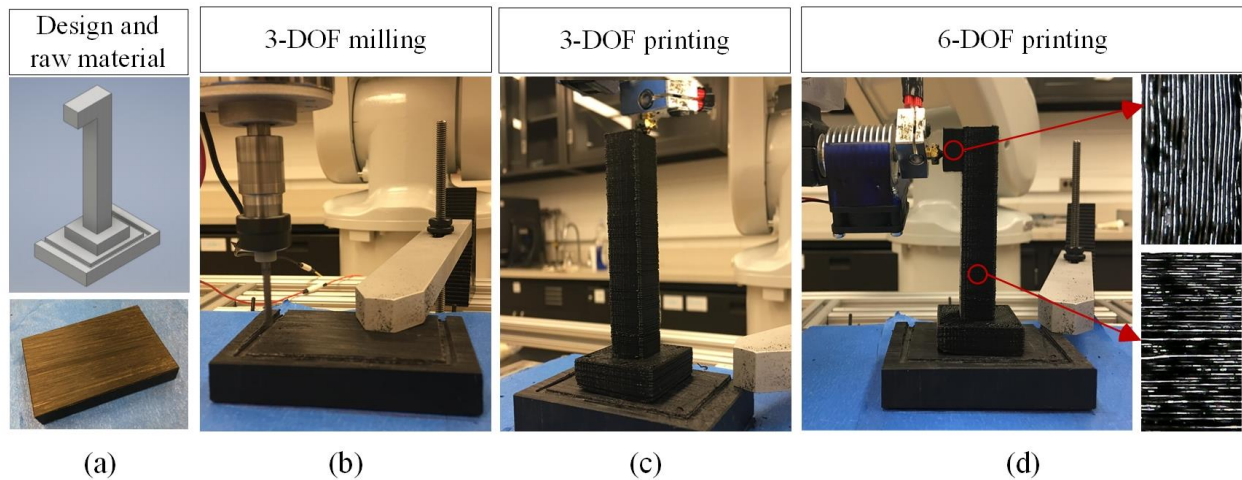 Design and
raw material
3-DOF milling
3-DOF printing
6-DOF printing
(a)
(b)
(c)
(d)